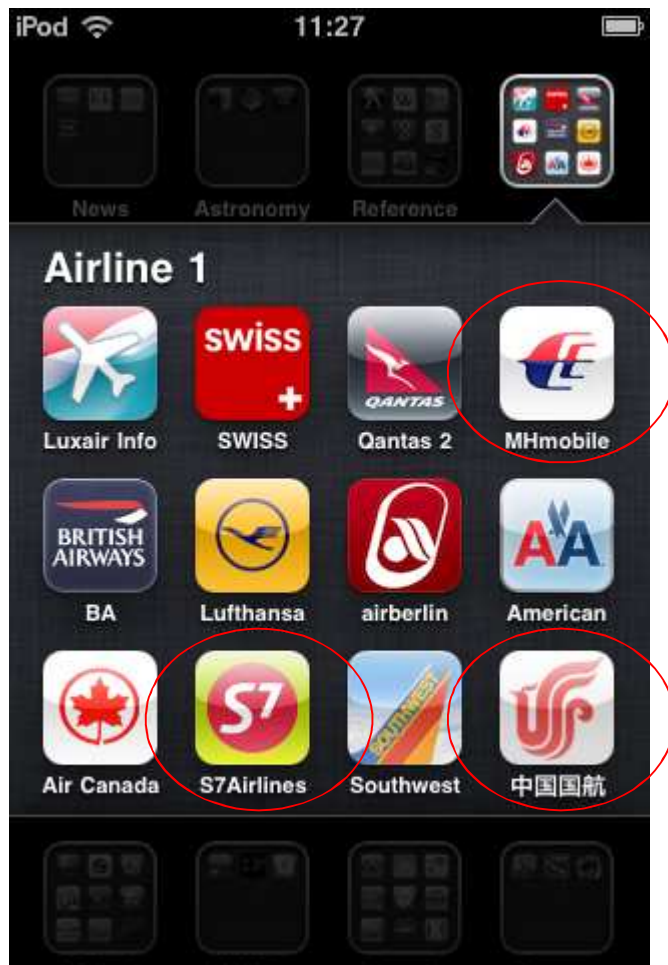 iPod 11:27
News Astronomy Reference
Airline 1
swiss
QANTAS
Luxair Info SWISS Qantas 2 MHmobile
BRITISH
AIRWAYS
AA
BA Lufthansa airberlin American
S7
SOUTHWEST
Air Canada S7Airlines Southwest 中国国航